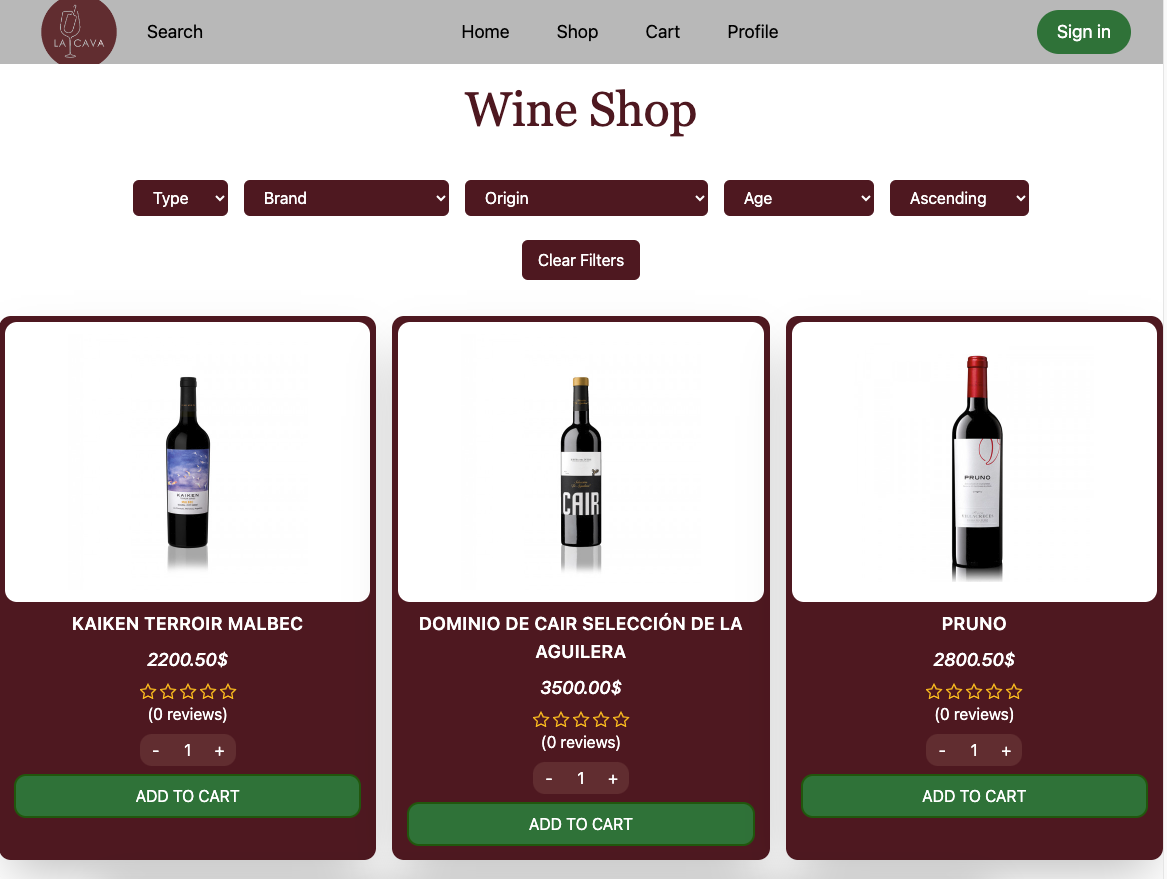 LA CAVA
Search
Home
Shop
Cart
Profile
Sign in
Wine Shop
Type
Brand
Origin
Age
Ascending
Clear Filters
KAIKEN
CAIR
PRUNO
KAIKEN TERROIR MALBEC
2200.50$
(0 reviews)
- 1 +
ADD TO CART
DOMINIO DE CAIR SELECCIÓN DE LA
AGUILERA
3500.00$
(0 reviews)
- 1 +
ADD TO CART
PRUNO
2800.50$
(0 reviews)
- 1 +
ADD TO CART